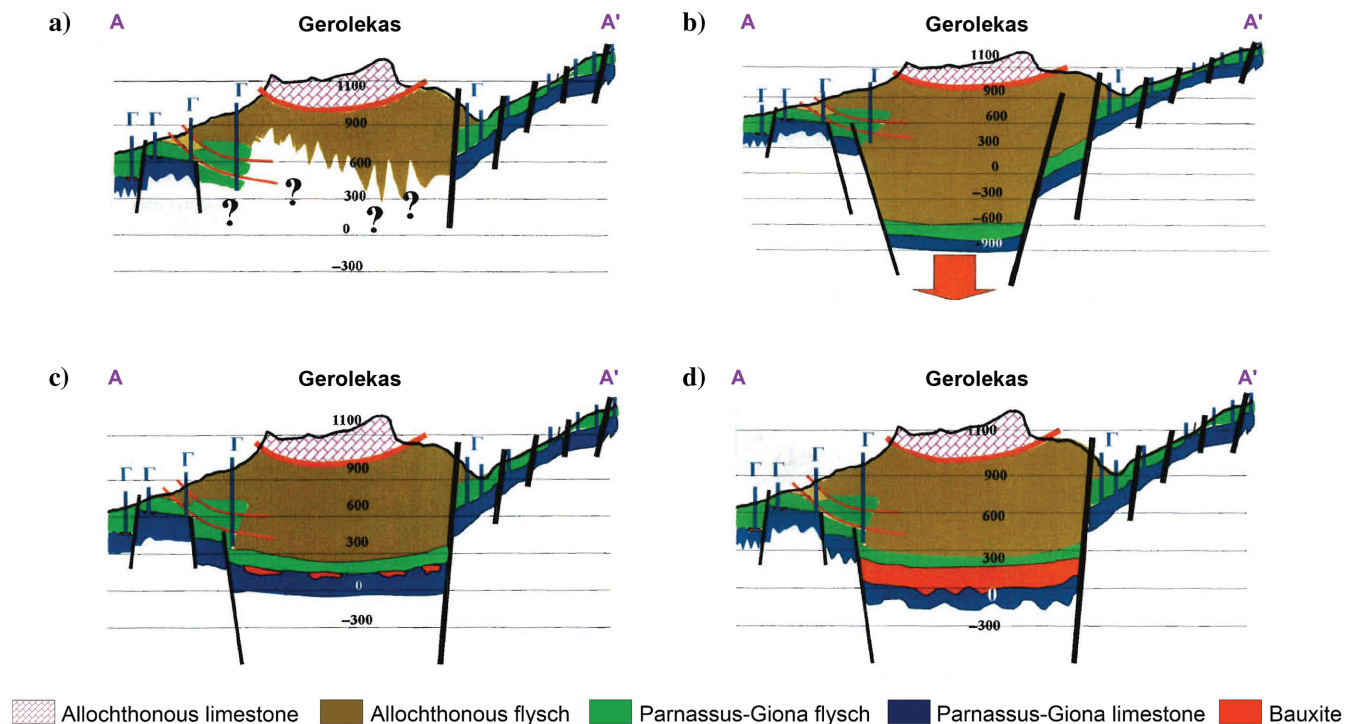 a)
A
Gerolekas
A'
Γ
Γ
Γ
Γ
Γ
Γ
1100
900
600
300
0
−300
?
?
?
?
b)
A
Gerolekas
A'
Γ
Γ
Γ
Γ
Γ
1100
900
600
300
0
−300
−600
-900
c)
A
Gerolekas
A'
Γ
Γ
Γ
Γ
Γ
1100
900
600
300
0
−300
d)
A
Gerolekas
A'
Γ
Γ
Γ
Γ
Γ
1100
900
600
300
0
−300
Allochthonous limestone
Allochthonous flysch
Parnassus-Giona flysch
Parnassus-Giona limestone
Bauxite